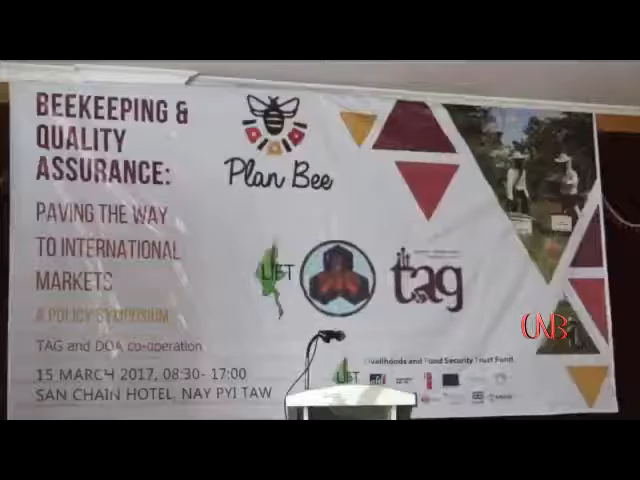 BEEKEEPING &
QUALITY
ASSURANCE:
PAVING THE WAY
TO INTERNATIONAL
MARKETS
A POLICY SYMPOSIUM
TAG and DOA co-operation
15 MARCH 2017, 08:30- 17:00
SAN CHAIN HOTEL, NAY PYI TAW
Plan Bee
LIFT
tag
Livelihoods and Food Security Trust Fund
LIFT